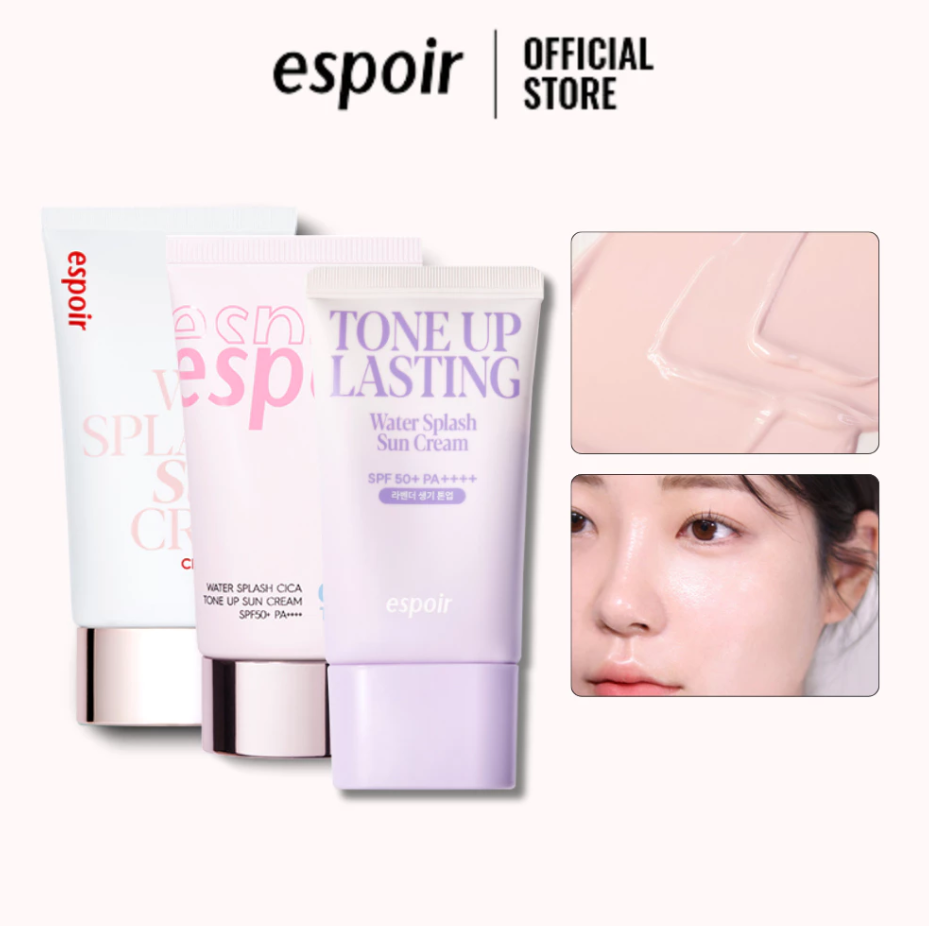 espoir
OFFICIAL
STORE
espoir
espoir
TONE UP
LASTING
Water Splash
Sun Cream
SPF 50+ PA++++
라벤더 생기 톤업
espoir
WATER SPLASH CICA
TONE UP SUN CREAM
SPF50+ PA++++